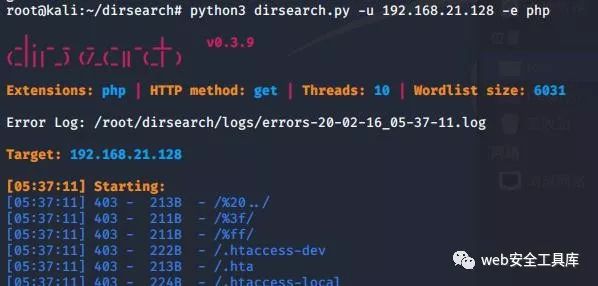 root@kali:~/dirsearch# python3 dirsearch.py -u 192.168.21.128 -e php
v0.3.9
Extensions: php | HTTP method: get | Threads: 10 | Wordlist size: 6031
Error Log: /root/dirsearch/logs/errors-20-02-16_05-37-11.log
Target: 192.168.21.128
[05:37:11] Starting:
[05:37:11] 403 - 213B - /%20../
[05:37:11] 403 - 211B - /%3f/
[05:37:11] 403 - 211B - /%ff/
[05:37:11] 403 - 222B - /.htaccess-dev
[05:37:11] 403 - 213B - /.hta
[05:37:11] 403 - 224B - /.htaccess-local
web安全工具库